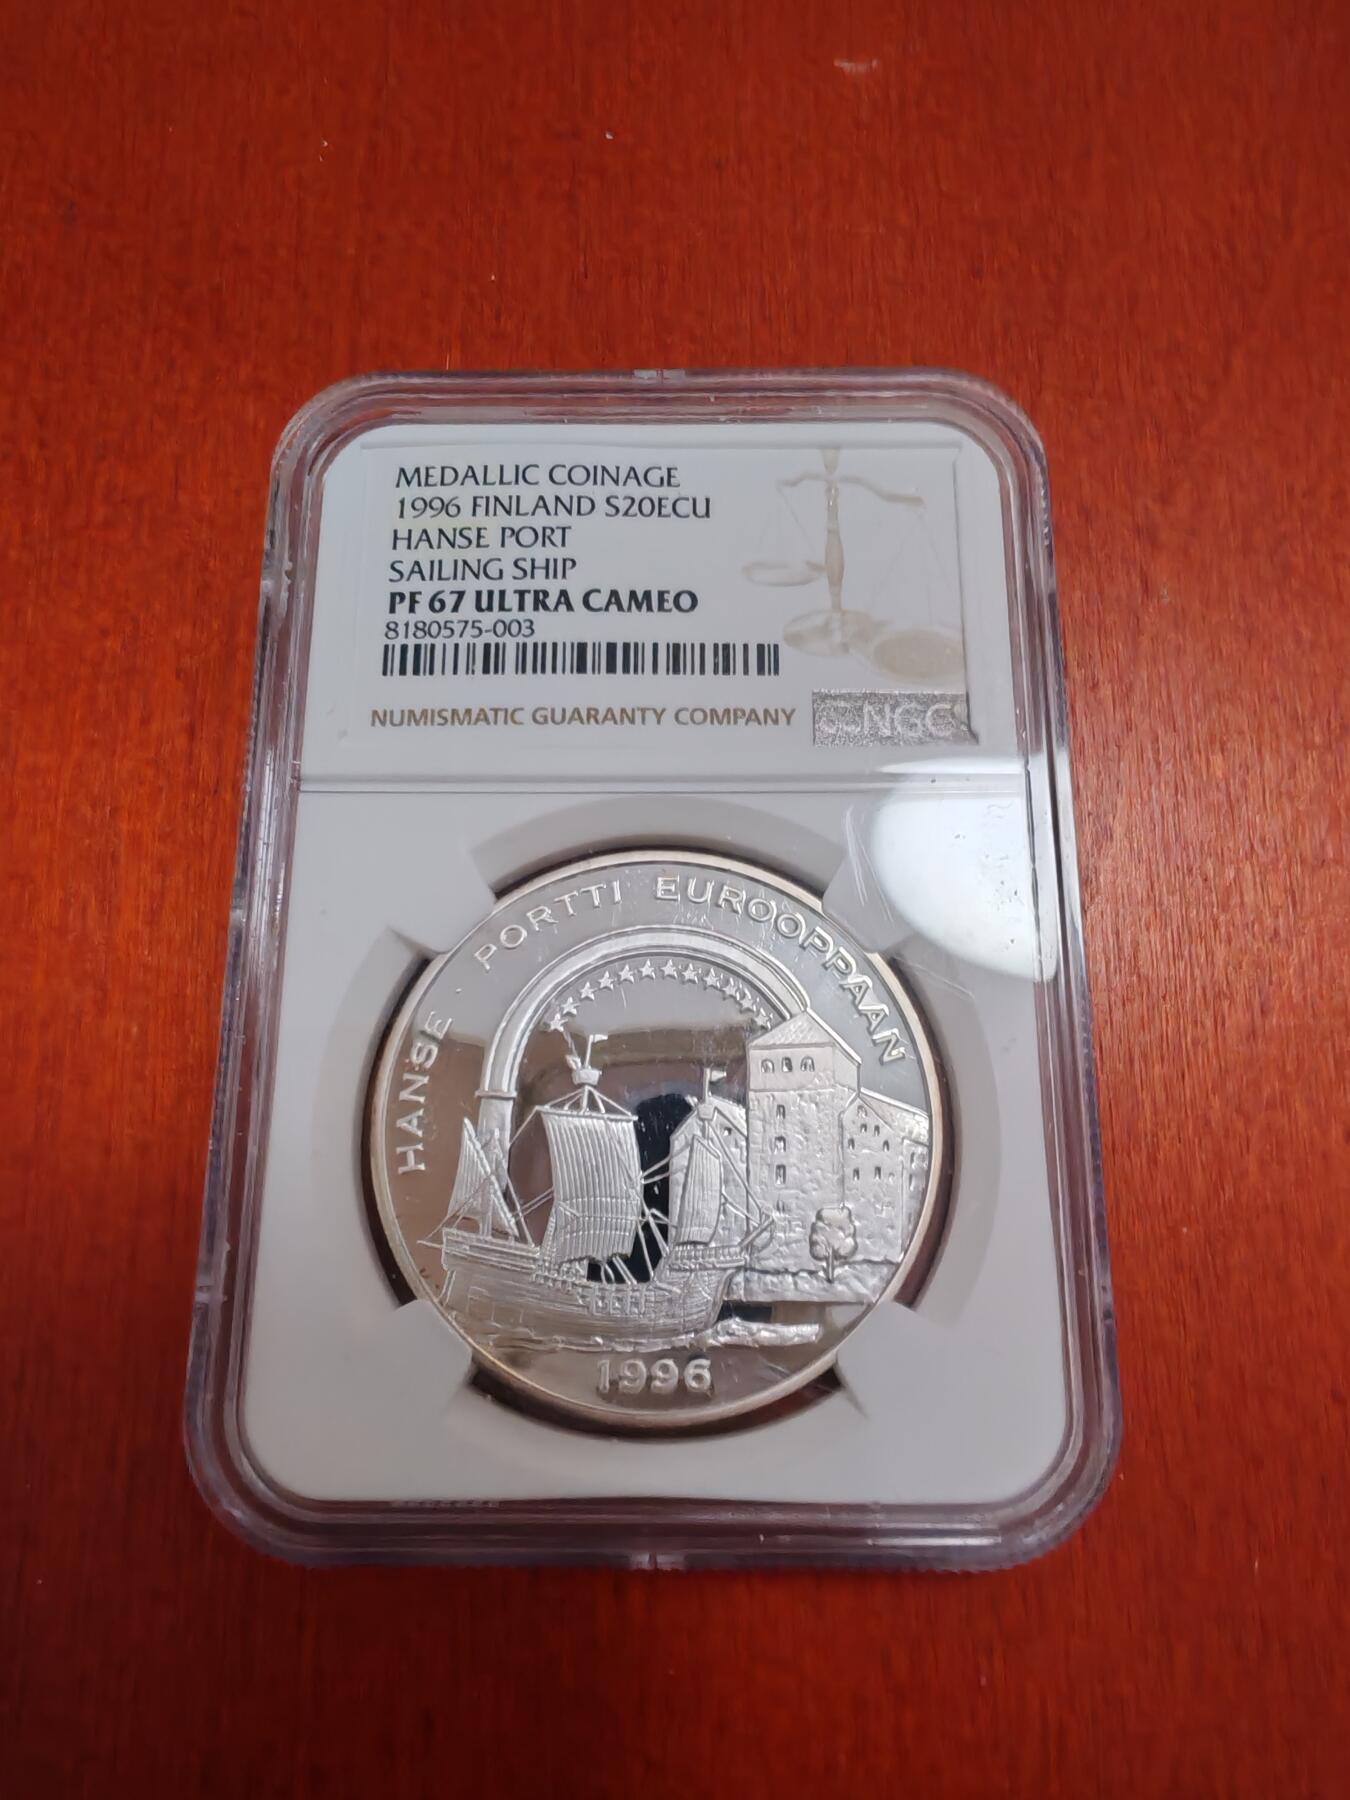 MEDALLIC COINAGE
1996 FINLAND S20ECU
HANSE PORT
SAILING SHIP
PF 67 ULTRA CAMEO
8180575-003
NUMISMATIC GUARANTY COMPANY
NGC
HANSE · PORTTI EUROOPPAAN
1996